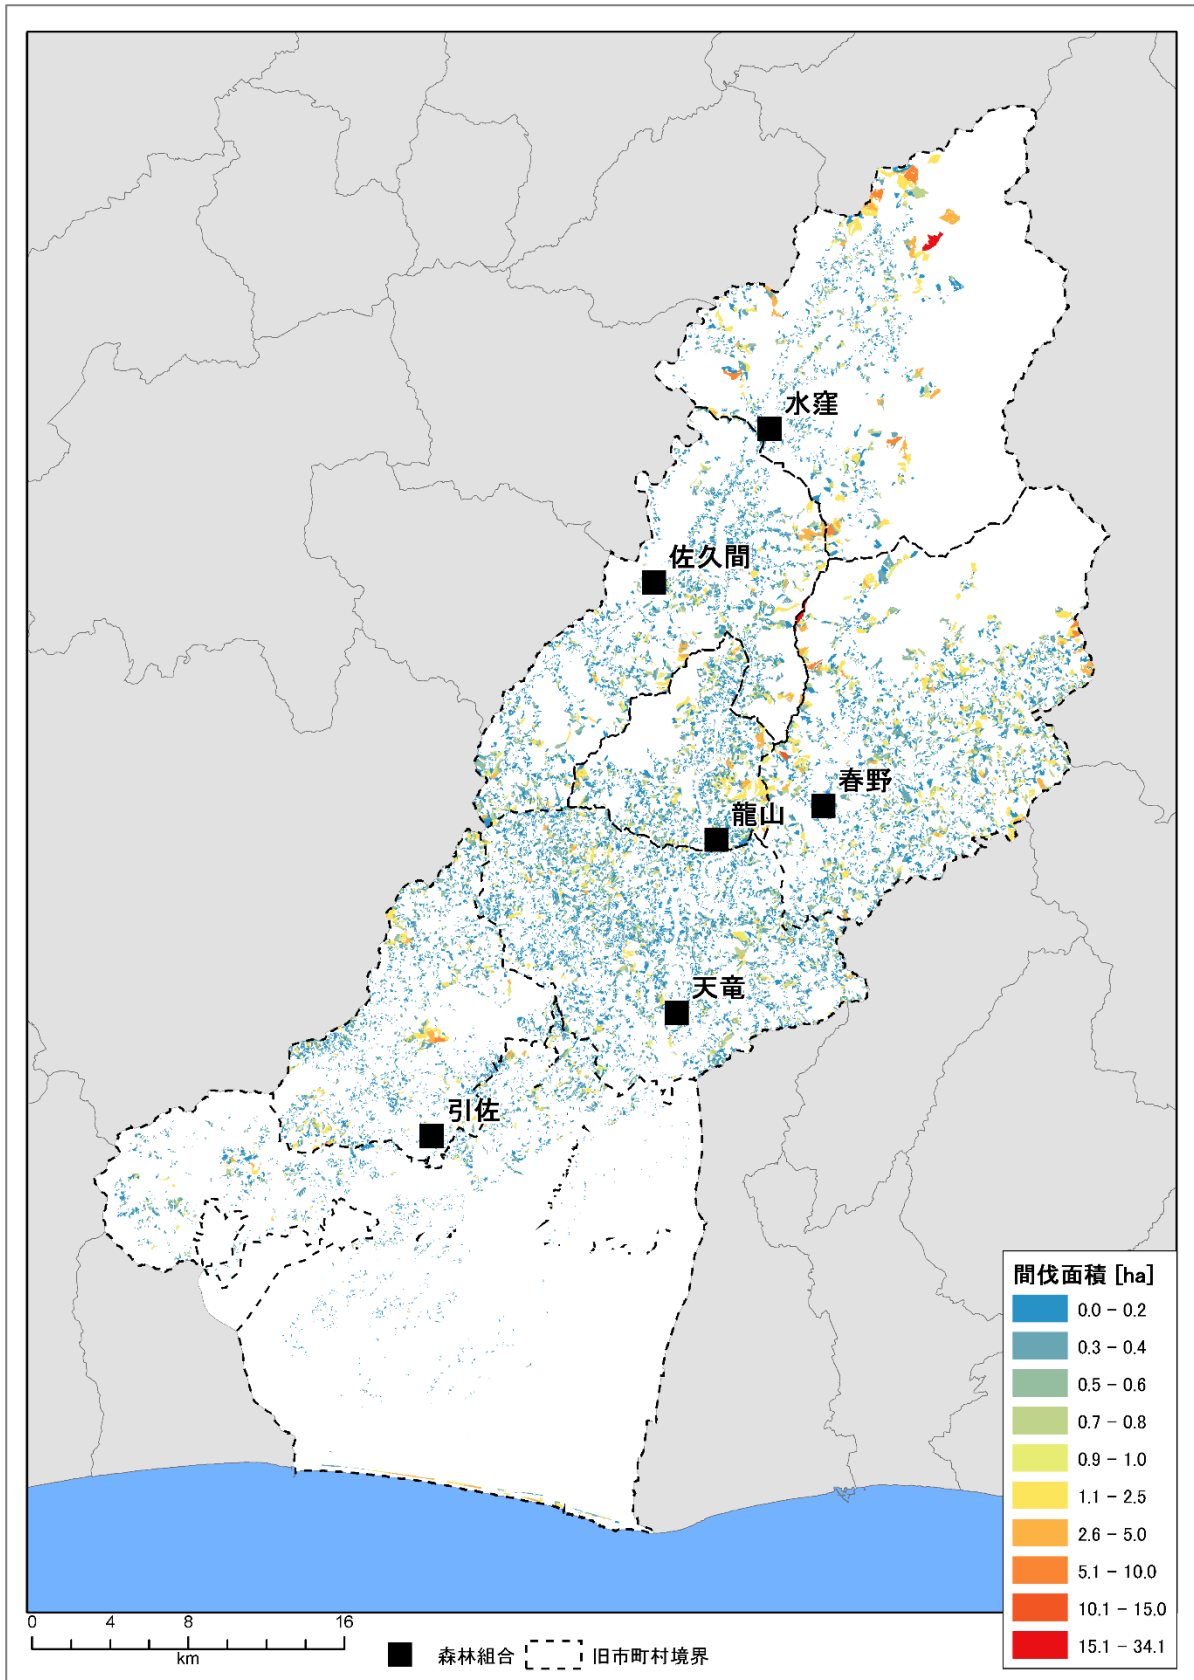 水窪
佐久間
春野
龍山
天竜
引佐
間伐面積 [ha]
0.0 - 0.2
0.3 - 0.4
0.5 - 0.6
0.7 - 0.8
0.9 - 1.0
1.1 - 2.5
2.6 - 5.0
5.1 - 10.0
10.1 - 15.0
15.1 - 34.1
0 4 8 16
km
森林組合 旧市町村境界